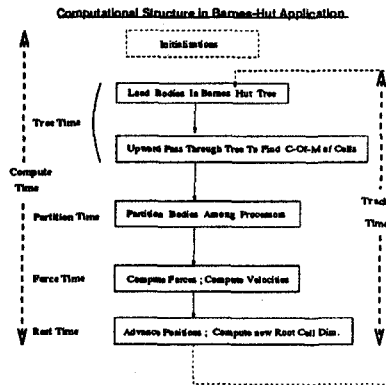 Computational Structure in Barnes-Hut Application
Initializations
Load Bodies In Barnes Hut Tree
Tree Time
Upward Pass Through Tree To Find C-Of-M of Cells
Compute
Time
Track
Time
Partition Time
Partition Bodies Among Processors
Force Time
Compute Forces ; Compute Velocities
Rest Time
Advance Positions ; Compute new Root Cell Dim.